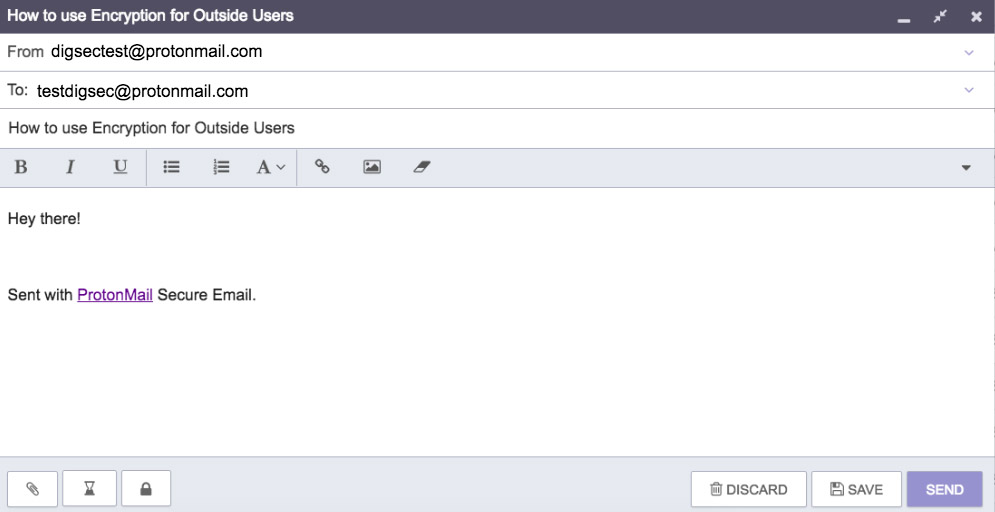 How to use Encryption for Outside Users
From digsectest@protonmail.com
To: testdigsec@protonmail.com
How to use Encryption for Outside Users
B I U A
Hey there!
Sent with ProtonMail Secure Email.
DISCARD SAVE SEND